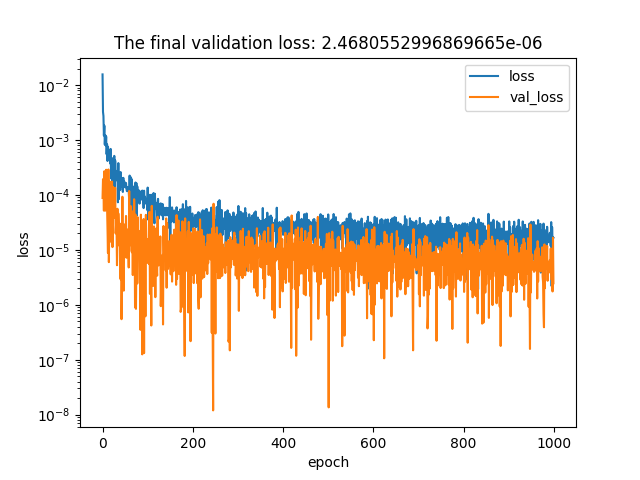 The final validation loss: 2.4680552996869665e-06
loss
val_loss
10⁻²
10⁻³
10⁻⁴
10⁻⁵
10⁻⁶
10⁻⁷
10⁻⁸
loss
0 200 400 600 800 1000
epoch